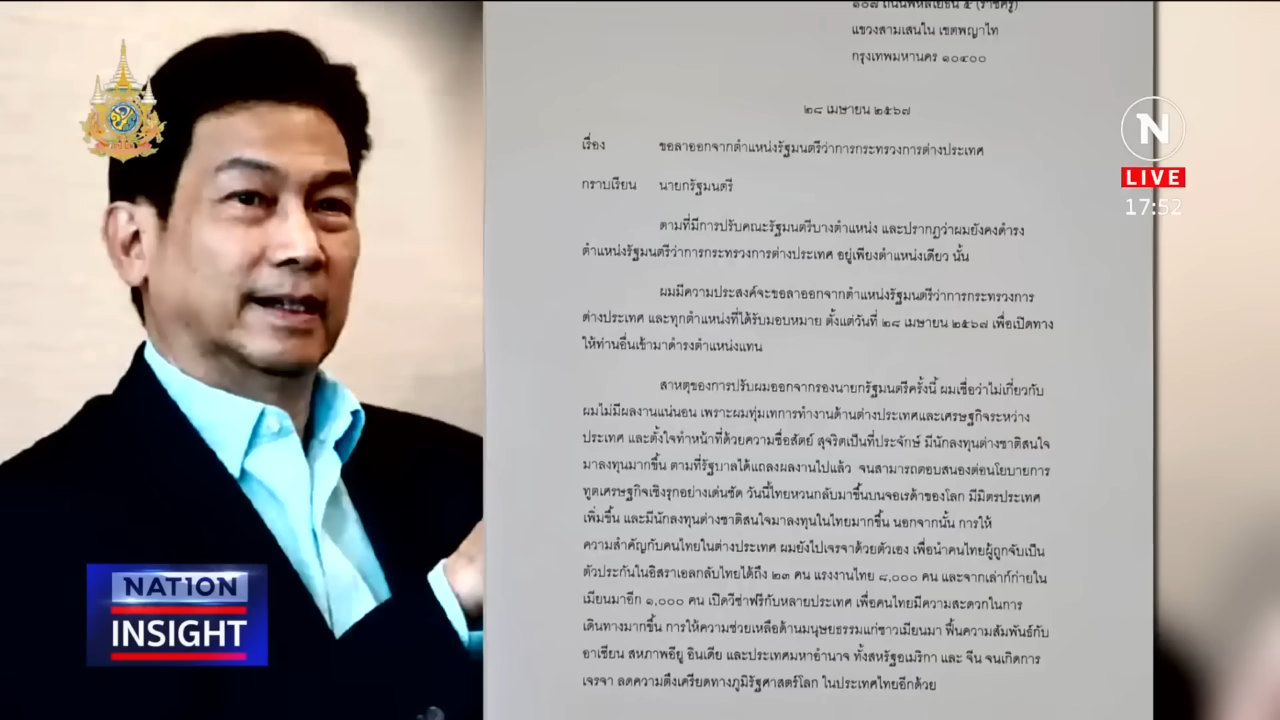 ๑๐๗ ถนนพหลโยธิน ๕ (ราชครู)
แขวงสามเสนใน เขตพญาไท
กรุงเทพมหานคร ๑๐๔๐๐
๒๘ เมษายน ๒๕๖๗
เรื่อง ขอลาออกจากตำแหน่งรัฐมนตรีว่าการกระทรวงการต่างประเทศ
กราบเรียน นายกรัฐมนตรี
ตามที่มีการปรับคณะรัฐมนตรีบางตำแหน่ง และปรากฏว่าผมยังคงดำรง
ตำแหน่งรัฐมนตรีว่าการกระทรวงการต่างประเทศ อยู่เพียงตำแหน่งเดียว นั้น
ผมมีความประสงค์จะขอลาออกจากตำแหน่งรัฐมนตรีว่าการกระทรวงการ
ต่างประเทศ และทุกตำแหน่งที่ได้รับมอบหมาย ตั้งแต่วันที่ ๒๘ เมษายน ๒๕๖๗ เพื่อเปิดทาง
ให้ท่านอื่นเข้ามาดำรงตำแหน่งแทน
สาเหตุของการปรับผมออกจากรองนายกรัฐมนตรีครั้งนี้ ผมเชื่อว่าไม่เกี่ยวกับ
ผมไม่มีผลงานแน่นอน เพราะผมทุ่มเทการทำงานด้านต่างประเทศและเศรษฐกิจระหว่าง
ประเทศ และตั้งใจทำหน้าที่ด้วยความซื่อสัตย์ สุจริตเป็นที่ประจักษ์ มีนักลงทุนต่างชาติสนใจ
มาลงทุนมากขึ้น ตามที่รัฐบาลได้แถลงผลงานไปแล้ว จนสามารถตอบสนองต่อนโยบายการ
ทูตเศรษฐกิจเชิงรุกอย่างเด่นชัด วันนี้ไทยหวนกลับมาขึ้นบนจอเรด้าของโลก มีมิตรประเทศ
เพิ่มขึ้น และมีนักลงทุนต่างชาติสนใจมาลงทุนในไทยมากขึ้น นอกจากนั้น การให้
ความสำคัญกับคนไทยในต่างประเทศ ผมยังไปเจรจาด้วยตัวเอง เพื่อนำคนไทยผู้ถูกจับเป็น
ตัวประกันในอิสราเอลกลับไทยได้ถึง ๒๓ คน แรงงานไทย ๘,๐๐๐ คน และจากเล่าก์ก่ายใน
เมียนมาอีก ๑,๐๐๐ คน เปิดวีซ่าฟรีกับหลายประเทศ เพื่อคนไทยมีความสะดวกในการ
เดินทางมากขึ้น การให้ความช่วยเหลือด้านมนุษยธรรมแก่ชาวเมียนมา ฟื้นความสัมพันธ์กับ
อาเซียน สหภาพอียู อินเดีย และประเทศมหาอำนาจ ทั้งสหรัฐอเมริกา และ จีน จนเกิดการ
เจรจา ลดความตึงเครียดทางภูมิรัฐศาสตร์โลก ในประเทศไทยอีกด้วย
N
LIVE
17:52
NATION
INSIGHT